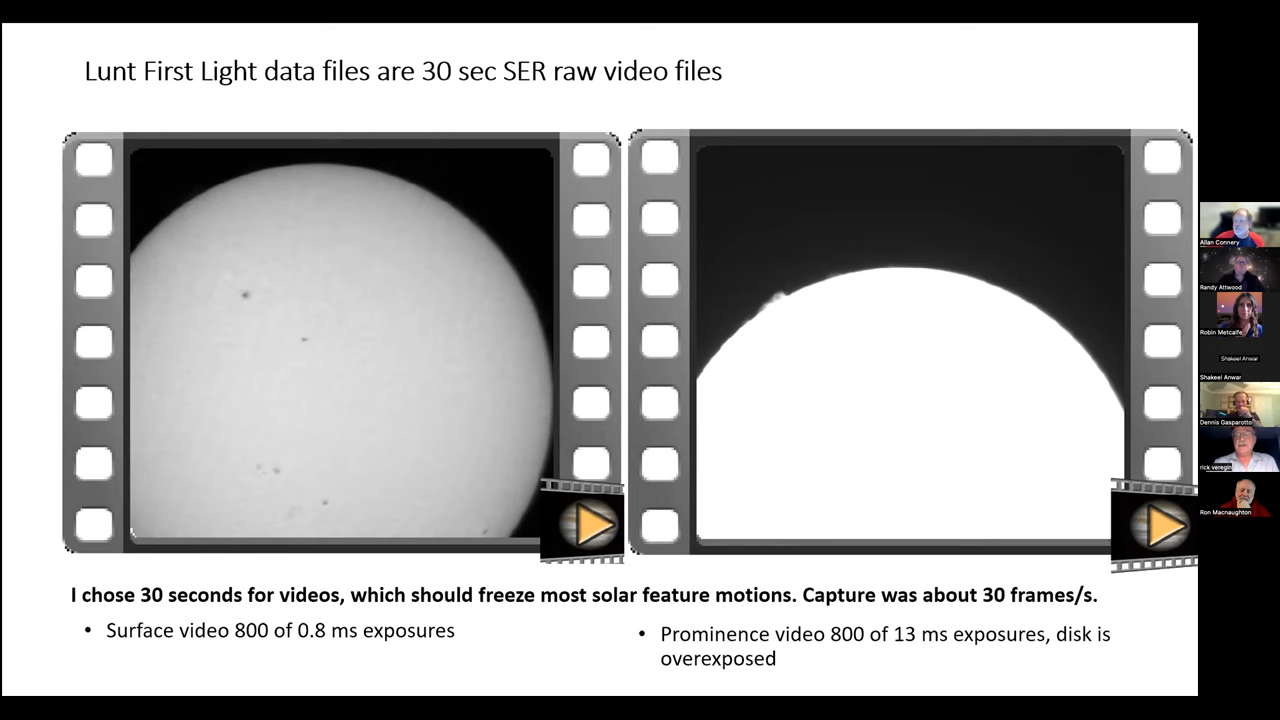 Lunt First Light data files are 30 sec SER raw video files
I chose 30 seconds for videos, which should freeze most solar feature motions. Capture was about 30 frames/s.
• Surface video 800 of 0.8 ms exposures
• Prominence video 800 of 13 ms exposures, disk is
overexposed
Allan Connery
Randy Attwood
Robin Metcalfe
Shakeel Anwar
Shakeel Anwar
Dennis Gasparotto
rick veregin
Ron Macnaughton